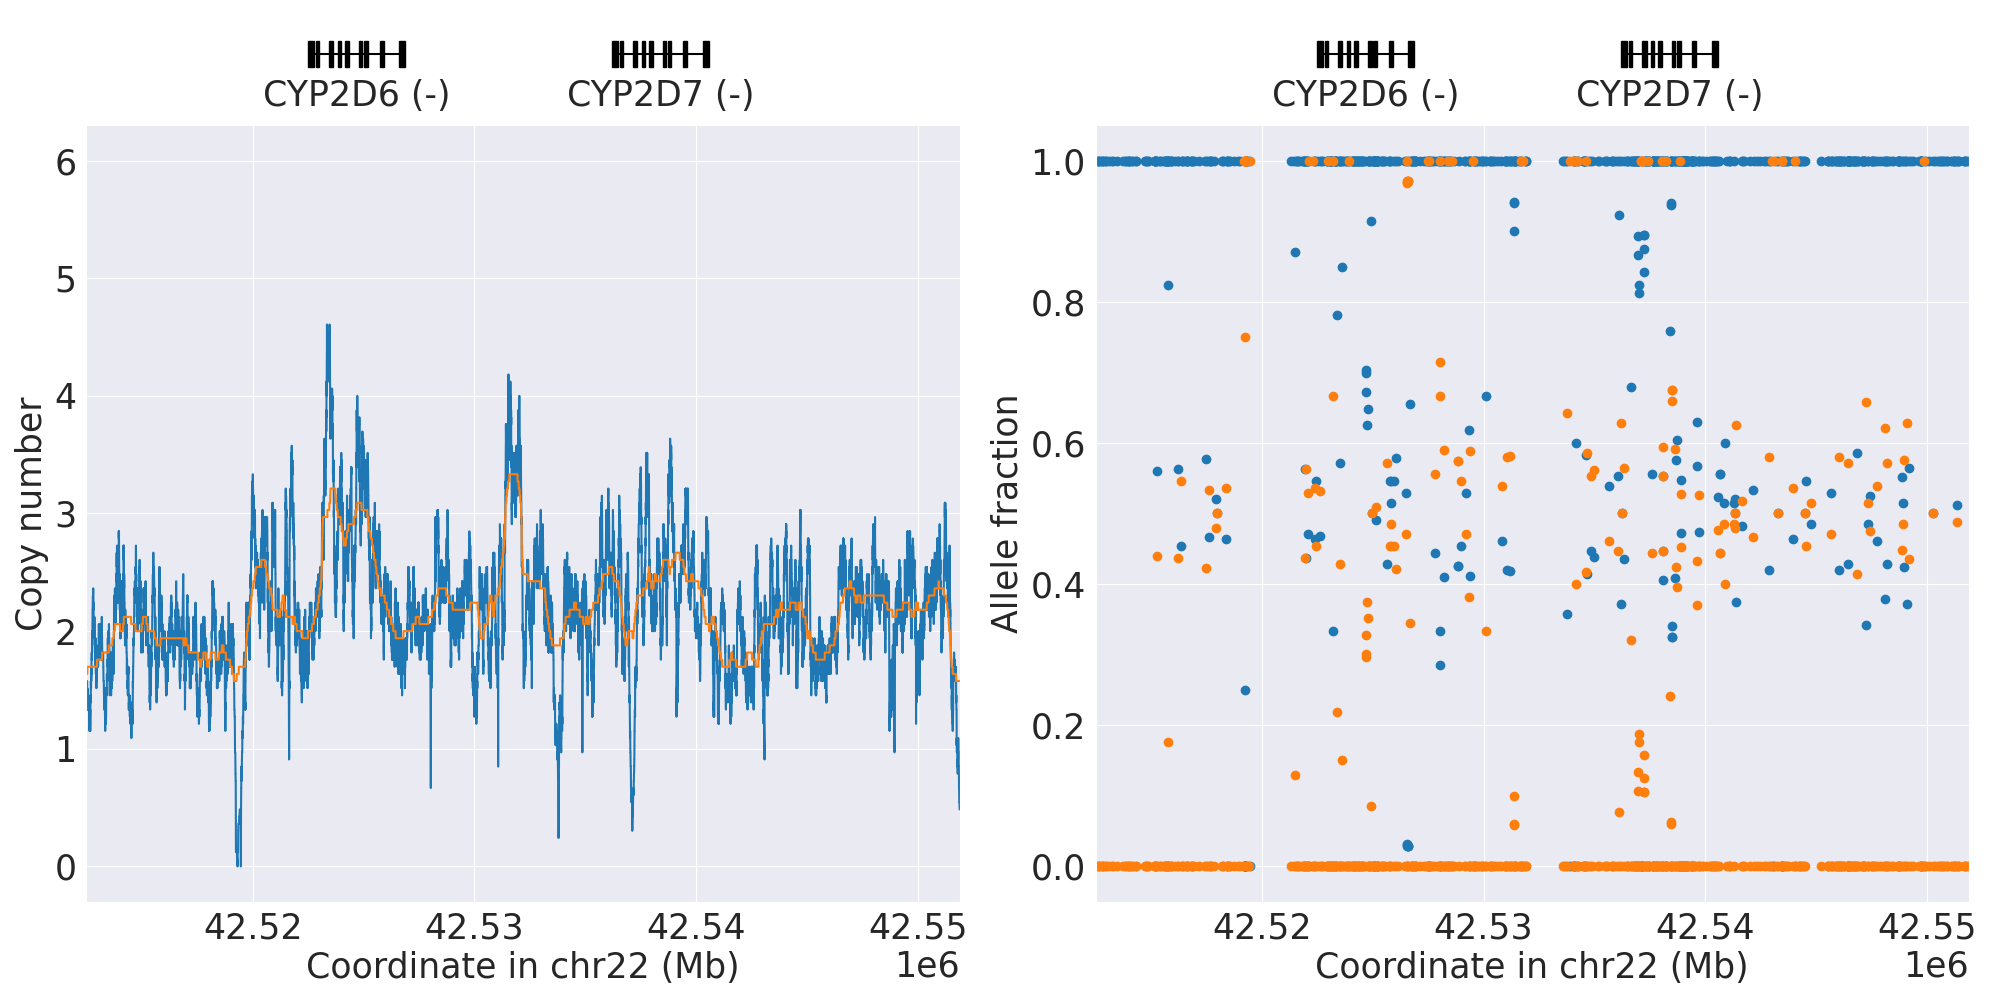 CYP2D6 (-)
CYP2D7 (-)
Copy number
6
5
4
3
2
1
0
42.52
42.53
42.54
42.55
Coordinate in chr22 (Mb)
1e6
CYP2D6 (-)
CYP2D7 (-)
Allele fraction
1.0
0.8
0.6
0.4
0.2
0.0
42.52
42.53
42.54
42.55
Coordinate in chr22 (Mb)
1e6